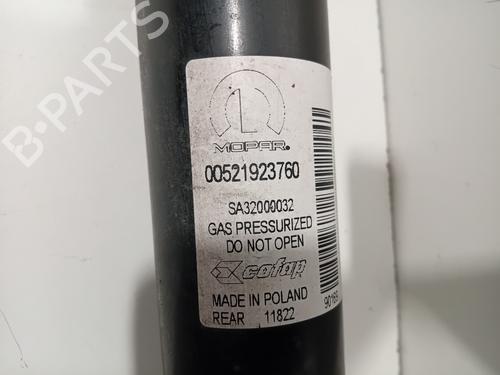 B-PARTS
MOPAR®
00521923760
SA32000032
GAS PRESSURIZED
DO NOT OPEN
cofap
MADE IN POLAND
REAR 11822